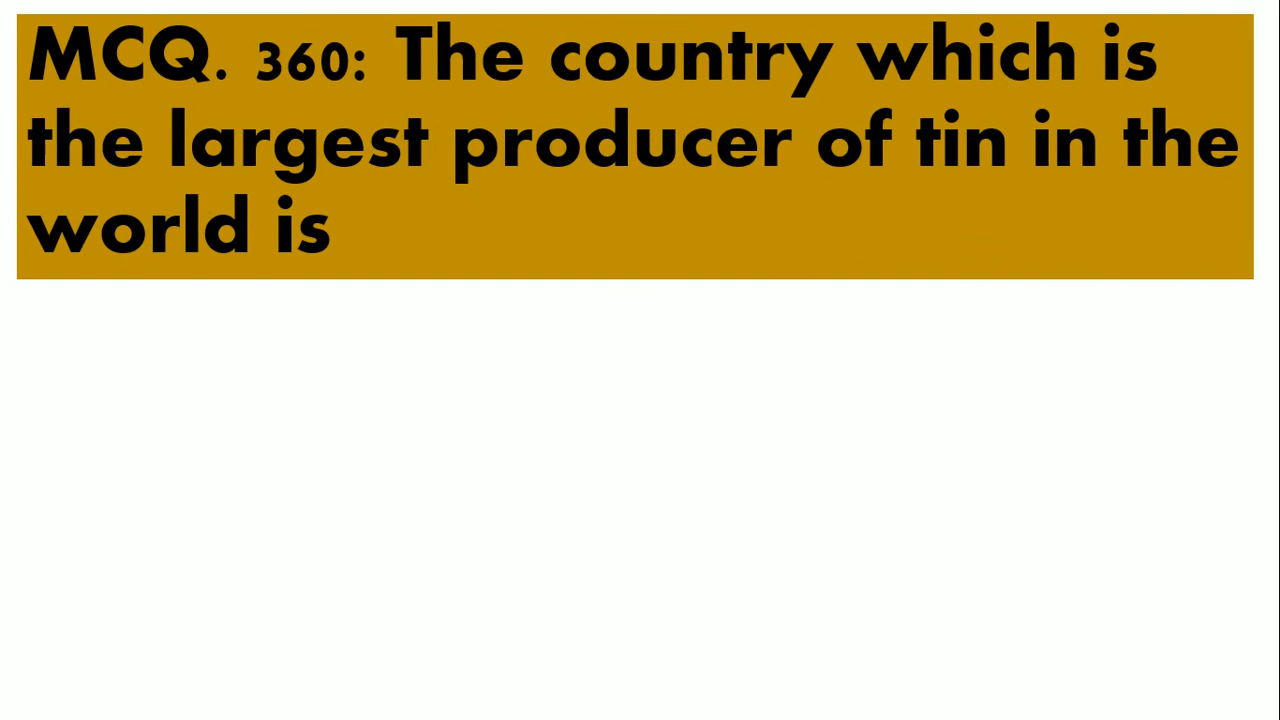 MCQ. 360: The country which is
the largest producer of tin in the
world is